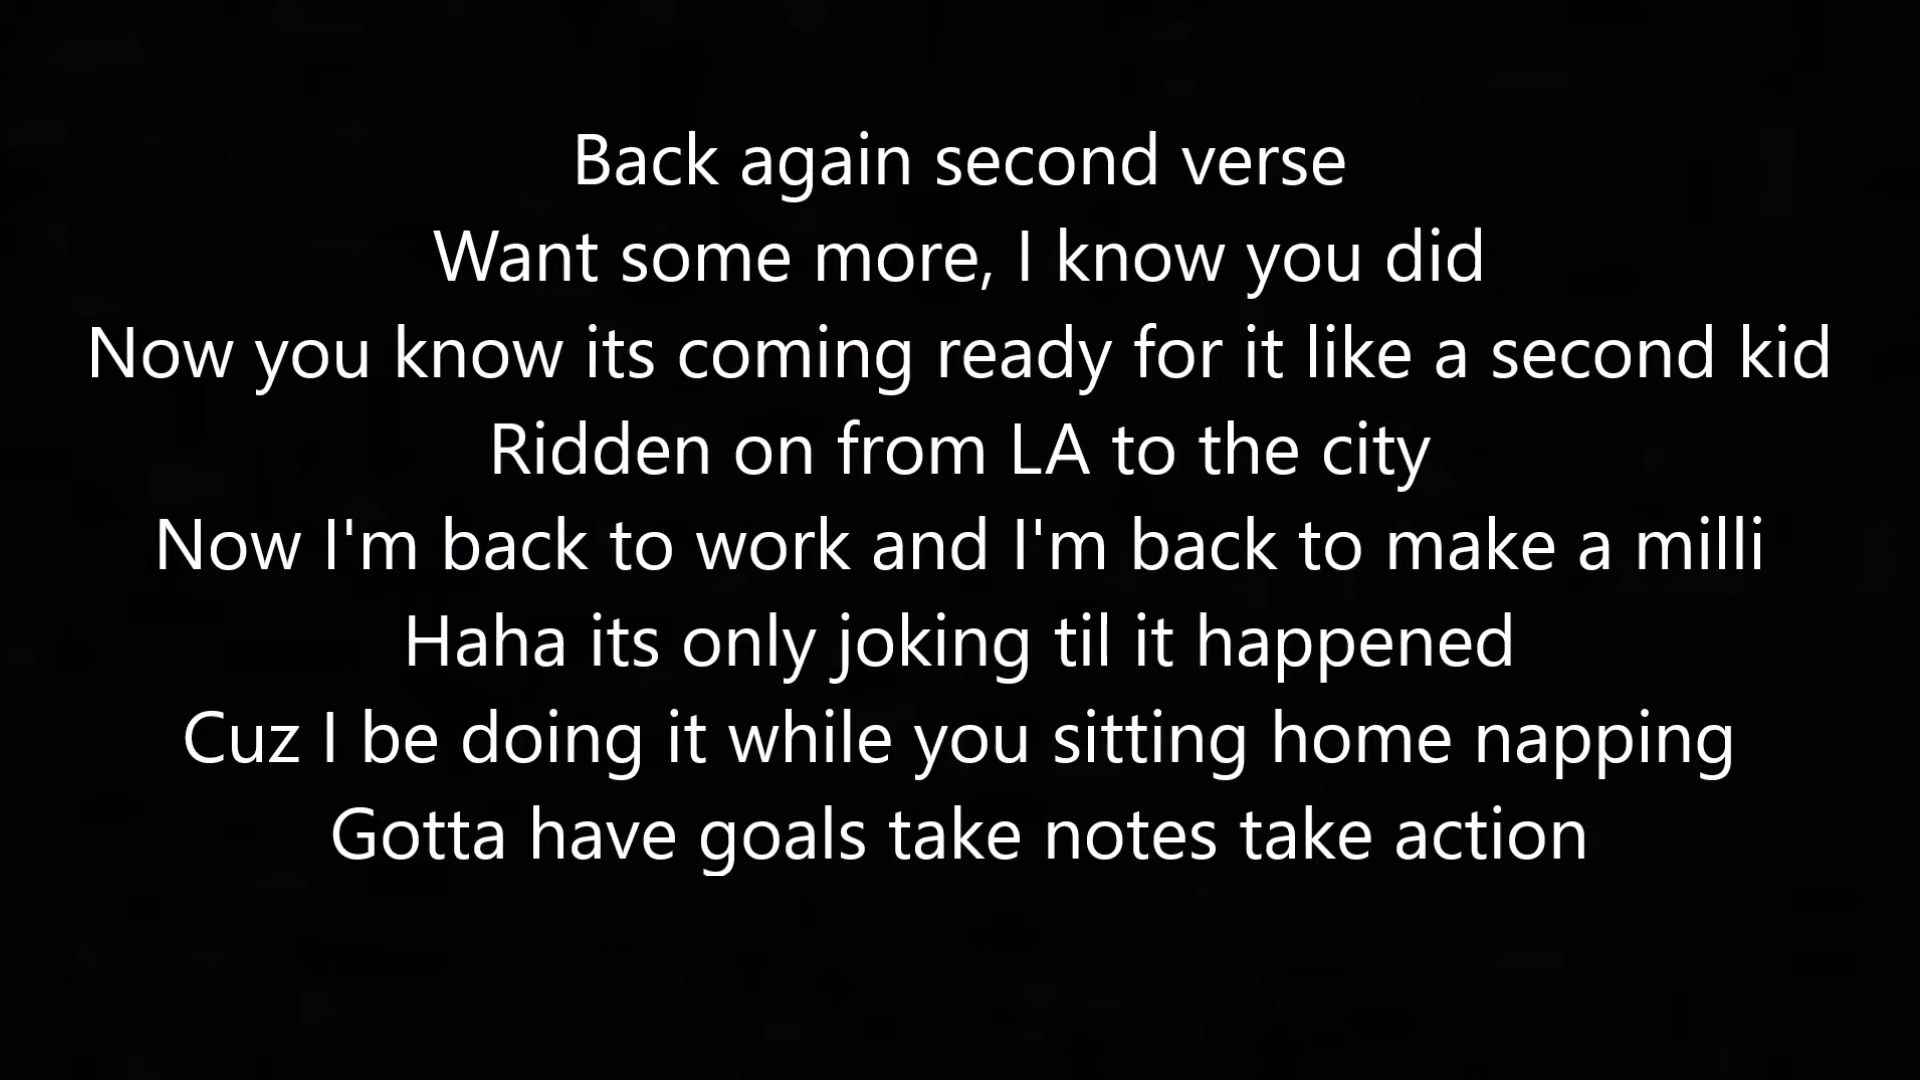 Back again second verse
Want some more, I know you did
Now you know its coming ready for it like a second kid
Ridden on from LA to the city
Now I'm back to work and I'm back to make a milli
Haha its only joking til it happened
Cuz I be doing it while you sitting home napping
Gotta have goals take notes take action